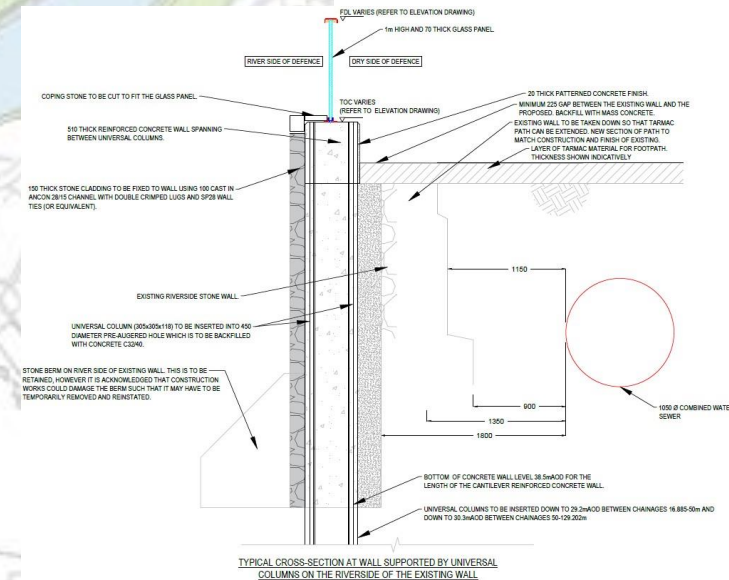 FDL VARIES (REFER TO ELEVATION DRAWING)
1m HIGH AND 70 THICK GLASS PANEL
RIVER SIDE OF DEFENCE
DRY SIDE OF DEFENCE
COPING STONE TO BE CUT TO FIT THE GLASS PANEL
TOC VARIES
(REFER TO ELEVATION DRAWING)
20 THICK PATTERNED CONCRETE FINISH.
MINIMUM 225 GAP BETWEEN THE EXISTING WALL AND THE
PROPOSED. BACKFILL WITH MASS CONCRETE.
EXISTING WALL TO BE TAKEN DOWN SO THAT TARMAC
PATH CAN BE EXTENDED. NEW SECTION OF PATH TO
MATCH CONSTRUCTION AND FINISH OF EXISTING.
LAYER OF TARMAC MATERIAL FOR FOOTPATH.
THICKNESS SHOWN INDICATIVELY
510 THICK REINFORCED CONCRETE WALL SPANNING
BETWEEN UNIVERSAL COLUMNS.
150 THICK STONE CLADDING TO BE FIXED TO WALL USING 100 CAST IN
ANCON 28/15 CHANNEL WITH DOUBLE CRIMPED LUGS AND SP28 WALL
TIES (OR EQUIVALENT).
1150
EXISTING RIVERSIDE STONE WALL
UNIVERSAL COLUMN (305x305x118) TO BE INSERTED INTO 450
DIAMETER PRE-AUGERED HOLE WHICH IS TO BE BACKFILLED
WITH CONCRETE C32/40.
STONE BERM ON RIVER SIDE OF EXISTING WALL. THIS IS TO BE
RETAINED, HOWEVER IT IS ACKNOWLEDGED THAT CONSTRUCTION
WORKS COULD DAMAGE THE BERM SUCH THAT IT MAY HAVE TO BE
TEMPORARILY REMOVED AND REINSTATED.
900
1350
1800
1050 Ø COMBINED WATE
SEWER
BOTTOM OF CONCRETE WALL LEVEL 38.5mAOD FOR THE
LENGTH OF THE CANTILEVER REINFORCED CONCRETE WALL.
UNIVERSAL COLUMNS TO BE INSERTED DOWN TO 29.2mAOD BETWEEN CHAINAGES 16.885-50m AND
DOWN TO 30.3mAOD BETWEEN CHAINAGES 50-129.202m
TYPICAL CROSS-SECTION AT WALL SUPPORTED BY UNIVERSAL
COLUMNS ON THE RIVERSIDE OF THE EXISTING WALL